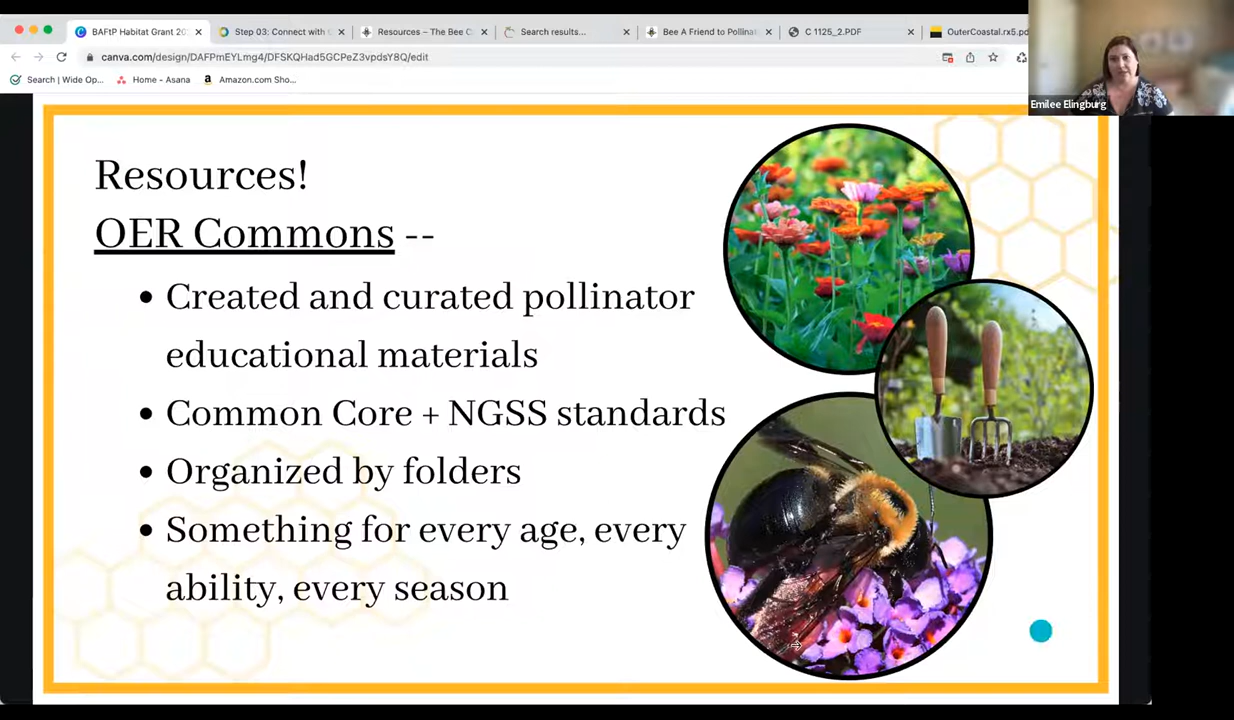 BAFtP Habitat Grant 20
Step 03: Connect with
Resources – The Bee C
Search results...
Bee A Friend to Pollina
C 1125_2.PDF
OuterCoastal.rx5.pd
canva.com/design/DAFPmEYLmg4/DFSKQHad5GCPeZ3vpdsY8Q/edit
Search | Wide Op...
Home - Asana
Amazon.com Sho...
Emilee Elingburg
Resources!
OER Commons --
• Created and curated pollinator
educational materials
• Common Core + NGSS standards
• Organized by folders
• Something for every age, every
ability, every season